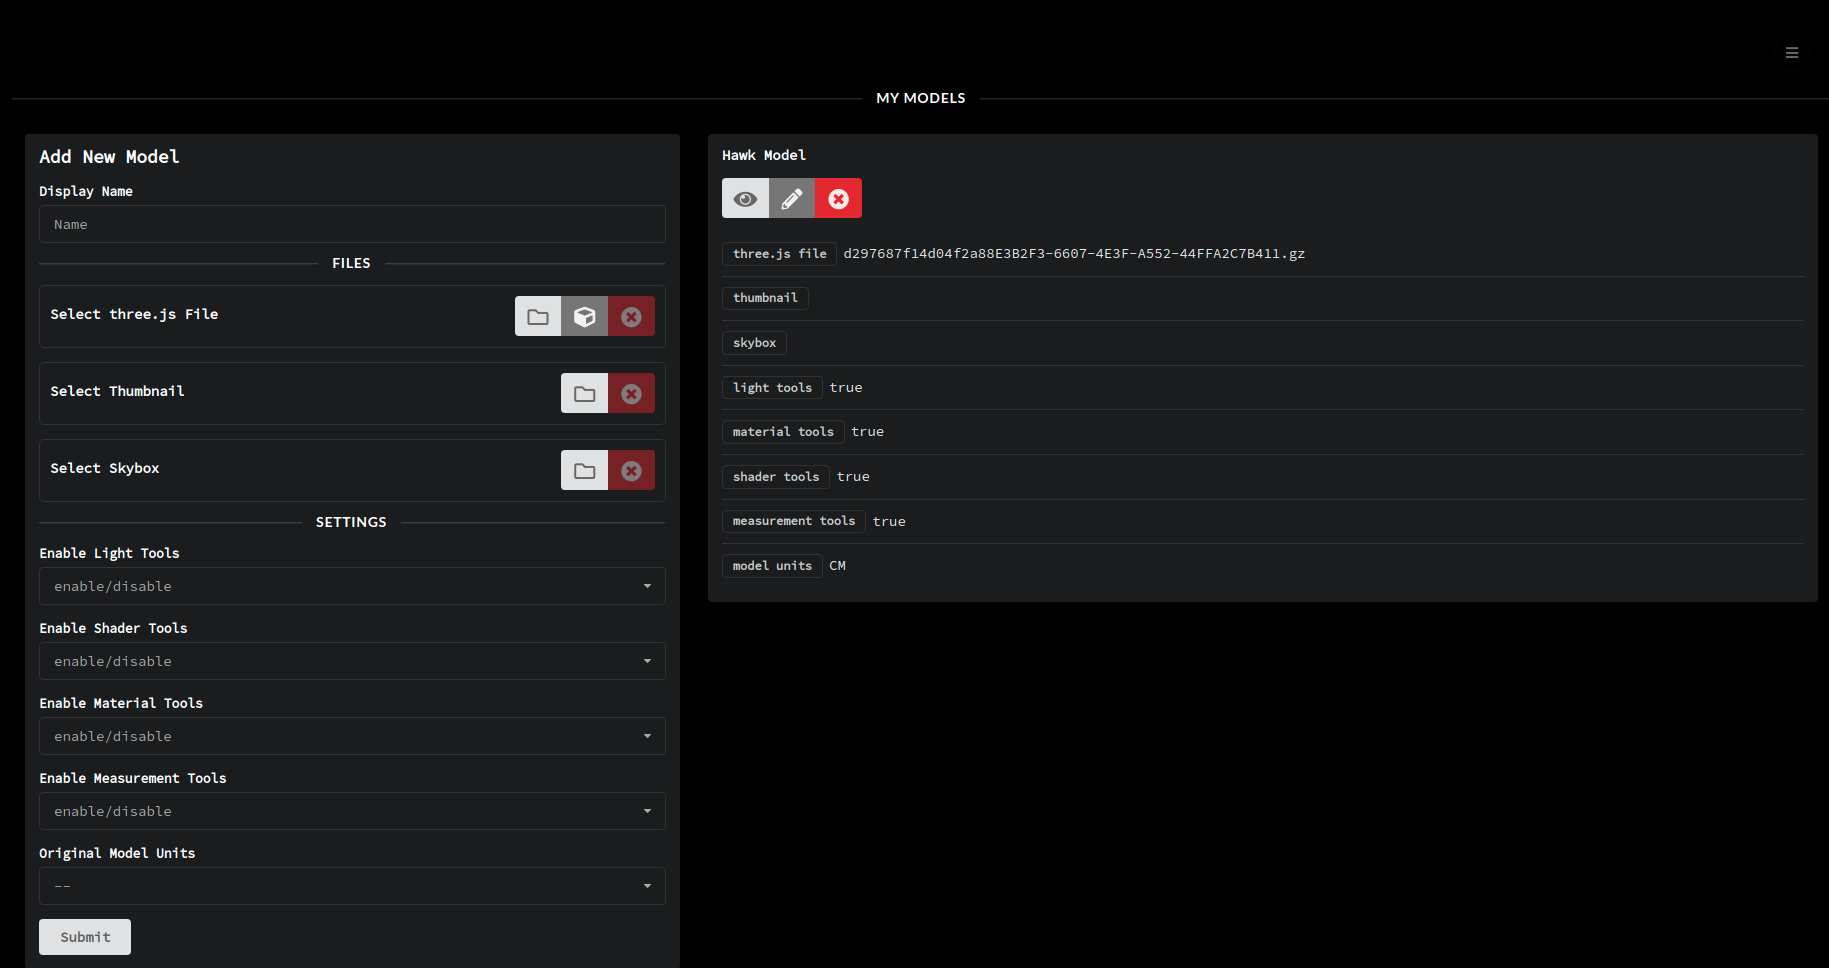 MY MODELS
Add New Model
Display Name
Name
FILES
Select three.js File
Select Thumbnail
Select Skybox
SETTINGS
Enable Light Tools
enable/disable
Enable Shader Tools
enable/disable
Enable Material Tools
enable/disable
Enable Measurement Tools
enable/disable
Original Model Units
--
Submit
Hawk Model
three.js file d297687f14d04f2a88E3B2F3-6607-4E3F-A552-44FFA2C7B411.gz
thumbnail
skybox
light tools true
material tools true
shader tools true
measurement tools true
model units CM